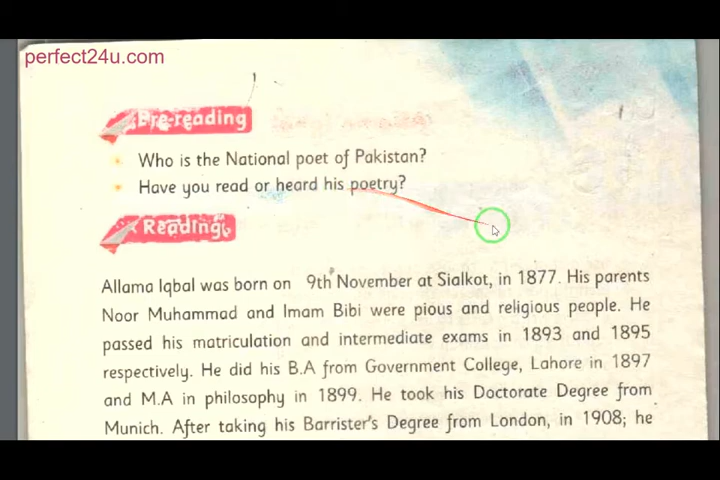 perfect24u.com
Pre-reading
Who is the National poet of Pakistan?
Have you read or heard his poetry?
Reading
Allama Iqbal was born on 9th November at Sialkot, in 1877. His parents
Noor Muhammad and Imam Bibi were pious and religious people. He
passed his matriculation and intermediate exams in 1893 and 1895
respectively. He did his B.A from Government College, Lahore in 1897
and M.A in philosophy in 1899. He took his Doctorate Degree from
Munich. After taking his Barrister's Degree from London, in 1908; he